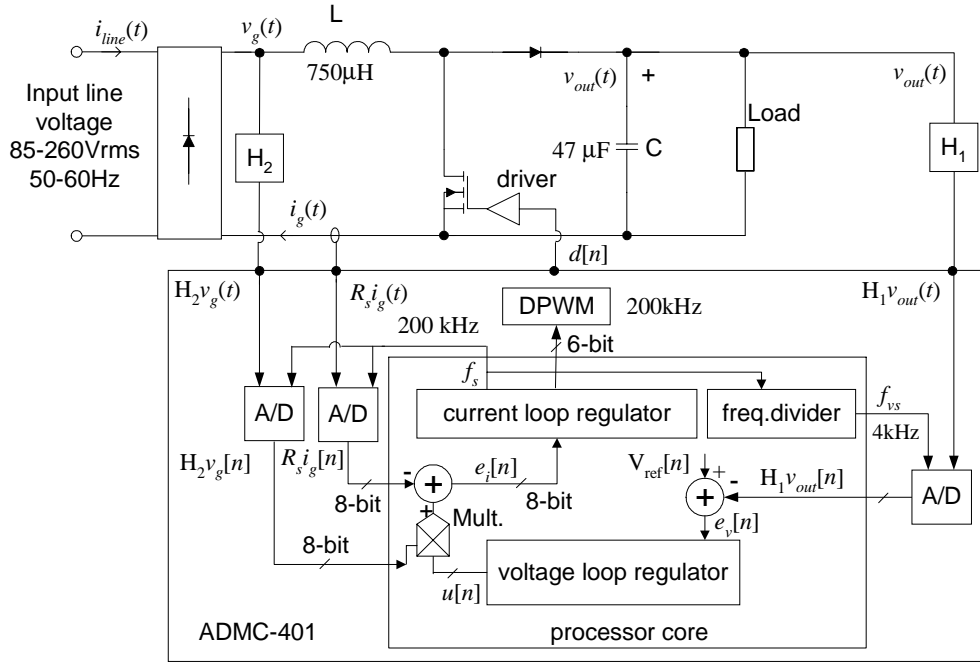 i_line(t)
v_g(t)
L
750μH
v_out(t)
+
v_out(t)
Input line
voltage
85-260Vrms
50-60Hz
H₂
47 μF
C
Load
H₁
driver
i_g(t)
d[n]
H₂v_g(t)
R_s i_g(t)
H₁v_out(t)
DPWM
200kHz
200 kHz
6-bit
f_s
A/D
A/D
current loop regulator
freq.divider
f_vs
4kHz
H₂v_g[n]
R_s i_g[n]
V_ref[n]
+
-
H₁v_out[n]
A/D
-
+
e_i[n]
8-bit
8-bit
+
+
Mult.
e_v[n]
8-bit
voltage loop regulator
u[n]
ADMC-401
processor core